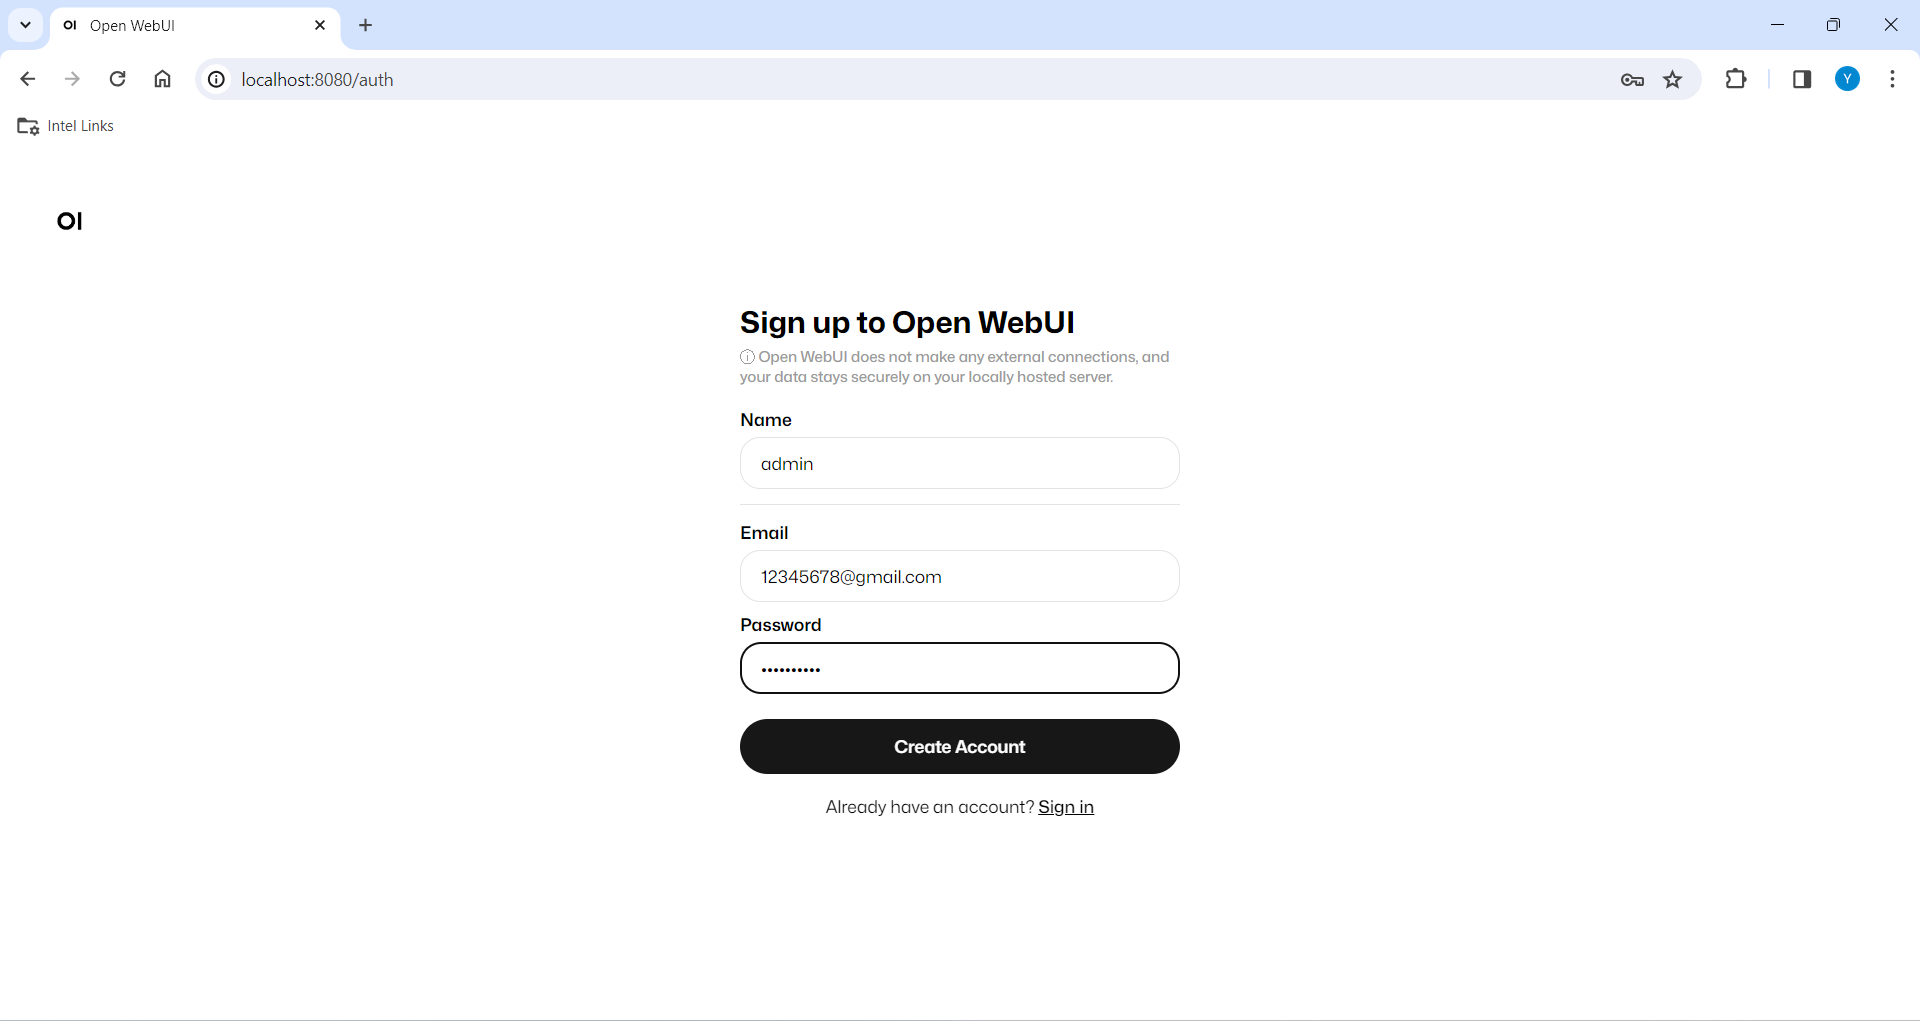 OI Open WebUI
localhost:8080/auth
Y
Intel Links
OI
Sign up to Open WebUI
Open WebUI does not make any external connections, and
your data stays securely on your locally hosted server.
Name
admin
Email
12345678@gmail.com
Password
••••••••••
Create Account
Already have an account? Sign in